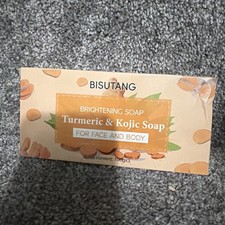 BISUTANG
BRIGHTENING SOAP
Turmeric & Kojic Soap
FOR FACE AND BODY